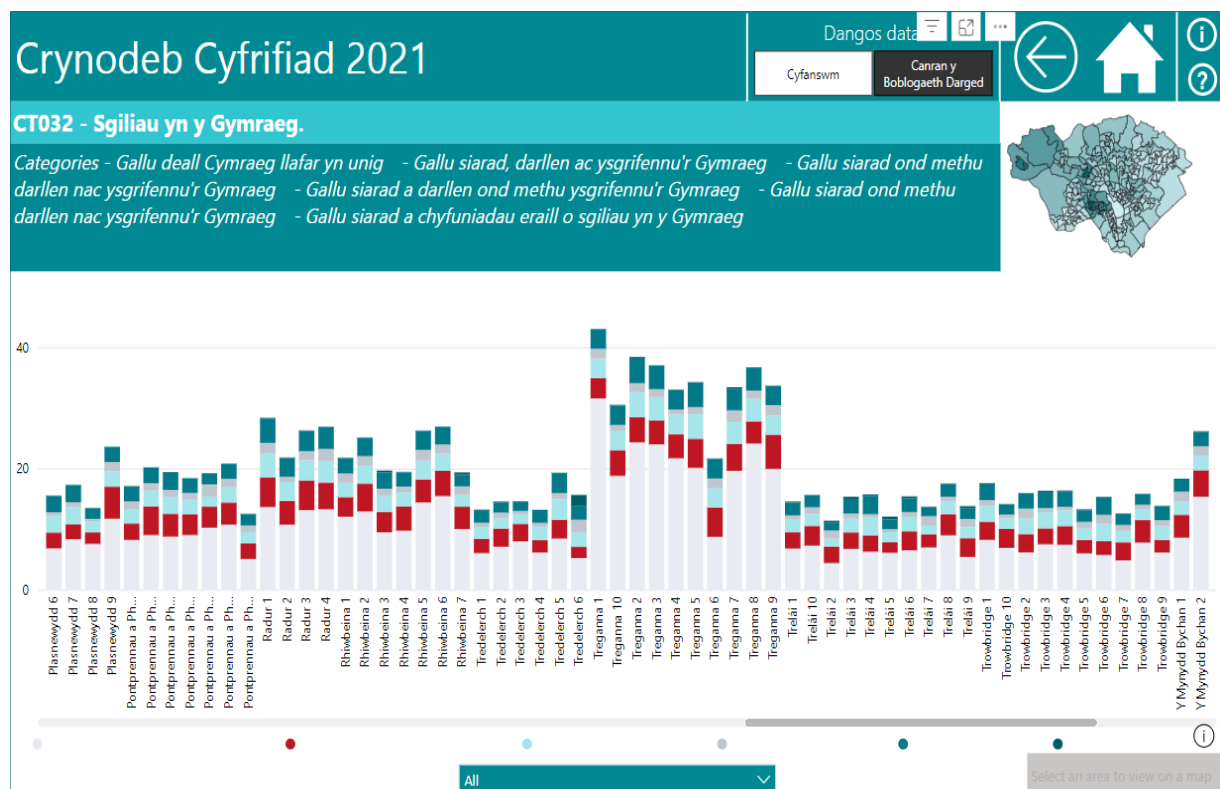 Crynodeb Cyfrifiad 2021
Dangos data
Cyfanswm
Canran y
Boblogaeth Darged
CT032 - Sgiliau yn y Gymraeg.
Categories - Gallu deall Cymraeg llafar yn unig - Gallu siarad, darllen ac ysgrifennu'r Gymraeg - Gallu siarad ond methu
darllen nac ysgrifennu'r Gymraeg - Gallu siarad a darllen ond methu ysgrifennu'r Gymraeg - Gallu siarad ond methu
darllen nac ysgrifennu'r Gymraeg - Gallu siarad a chyfuniadau eraill o sgiliau yn y Gymraeg
40
20
0
Plasnewydd 6
Plasnewydd 7
Plasnewydd 8
Plasnewydd 9
Pontprennau a Ph...
Pontprennau a Ph...
Pontprennau a Ph...
Pontprennau a Ph...
Pontprennau a Ph...
Pontprennau a Ph...
Pontprennau a Ph...
Radur 1
Radur 2
Radur 3
Radur 4
Rhiwbeina 1
Rhiwbeina 2
Rhiwbeina 3
Rhiwbeina 4
Rhiwbeina 5
Rhiwbeina 6
Rhiwbeina 7
Tredelerch 1
Tredelerch 2
Tredelerch 3
Tredelerch 4
Tredelerch 5
Tredelerch 6
Treganna 1
Treganna 10
Treganna 2
Treganna 3
Treganna 4
Treganna 5
Treganna 6
Treganna 7
Treganna 8
Treganna 9
Trelái 1
Trelái 10
Trelái 2
Trelái 3
Trelái 4
Trelái 5
Trelái 6
Trelái 7
Trelái 8
Trelái 9
Trowbridge 1
Trowbridge 10
Trowbridge 2
Trowbridge 3
Trowbridge 4
Trowbridge 5
Trowbridge 6
Trowbridge 7
Trowbridge 8
Trowbridge 9
Y Mynydd Bychan 1
Y Mynydd Bychan 2
All
Select an area to view on a map